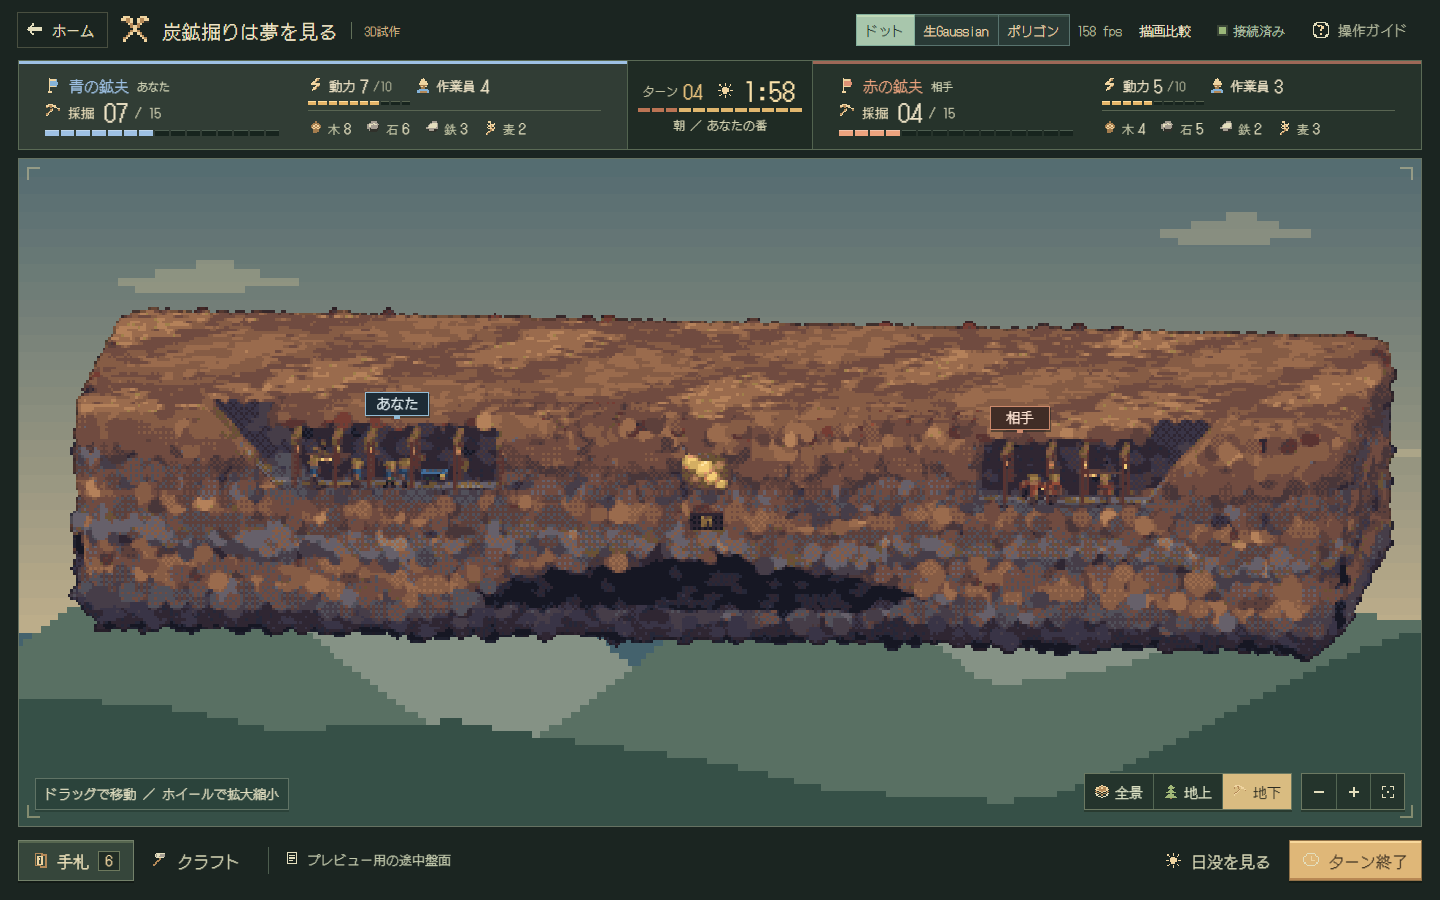 ホーム
炭鉱掘りは夢を見る
3D試作
ドット
生Gaussian
ポリゴン
158 fps
描画比較
接続済み
操作ガイド
青の鉱夫 あなた
動力 7 /10
作業員 4
採掘 07 / 15
木 8
石 6
鉄 3
麦 2
ターン 04
1:58
朝 / あなたの番
赤の鉱夫 相手
動力 5 /10
作業員 3
採掘 04 / 15
木 4
石 5
鉄 2
麦 3
あなた
相手
ドラッグで移動 / ホイールで拡大縮小
全景
地上
地下
手札 6
クラフト
プレビュー用の途中盤面
日没を見る
ターン終了